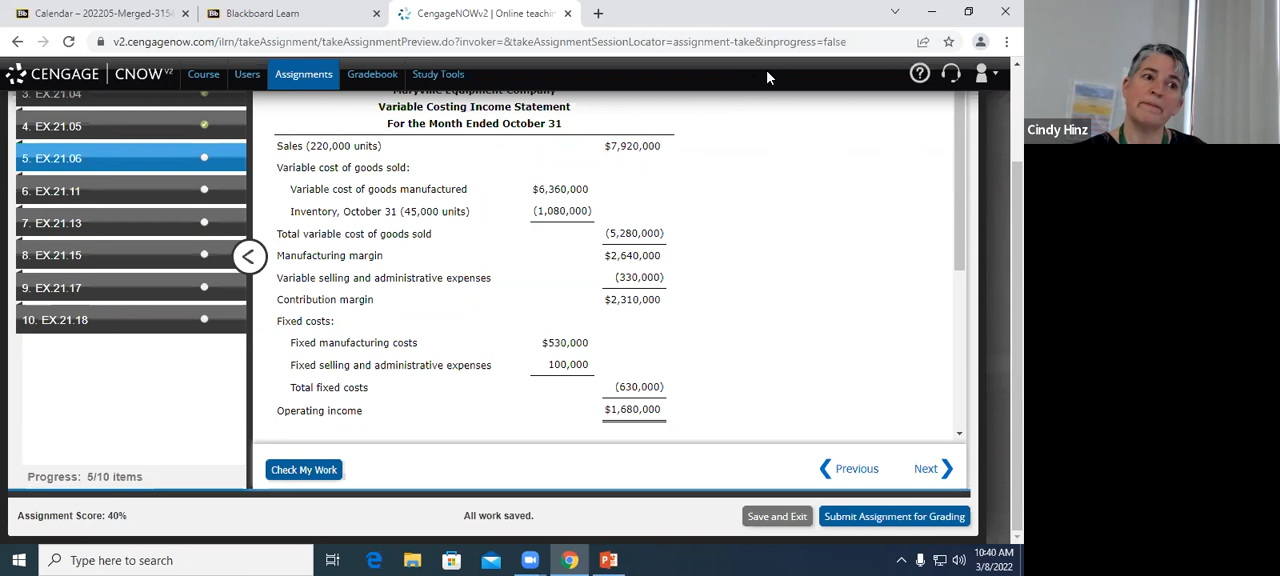 Calendar – 202205-Merged-315
Blackboard Learn
CengageNOWv2 | Online teachin
v2.cengagenow.com/ilrn/takeAssignment/takeAssignmentPreview.do?invoker=&takeAssignmentSessionLocator=assignment-take&inprogress=false
CENGAGE CNOWv2 Course Users Assignments Gradebook Study Tools
Cindy Hinz
3. EX.21.04
4. EX.21.05
5. EX.21.06
6. EX.21.11
7. EX.21.13
8. EX.21.15
9. EX.21.17
10. EX.21.18
Progress: 5/10 items
Maryville Equipment Company
Variable Costing Income Statement
For the Month Ended October 31
Sales (220,000 units) $7,920,000
Variable cost of goods sold:
Variable cost of goods manufactured $6,360,000
Inventory, October 31 (45,000 units) (1,080,000)
Total variable cost of goods sold (5,280,000)
Manufacturing margin $2,640,000
Variable selling and administrative expenses (330,000)
Contribution margin $2,310,000
Fixed costs:
Fixed manufacturing costs $530,000
Fixed selling and administrative expenses 100,000
Total fixed costs (630,000)
Operating income $1,680,000
Check My Work
Previous Next
Assignment Score: 40% All work saved. Save and Exit Submit Assignment for Grading
Type here to search
10:40 AM
3/8/2022